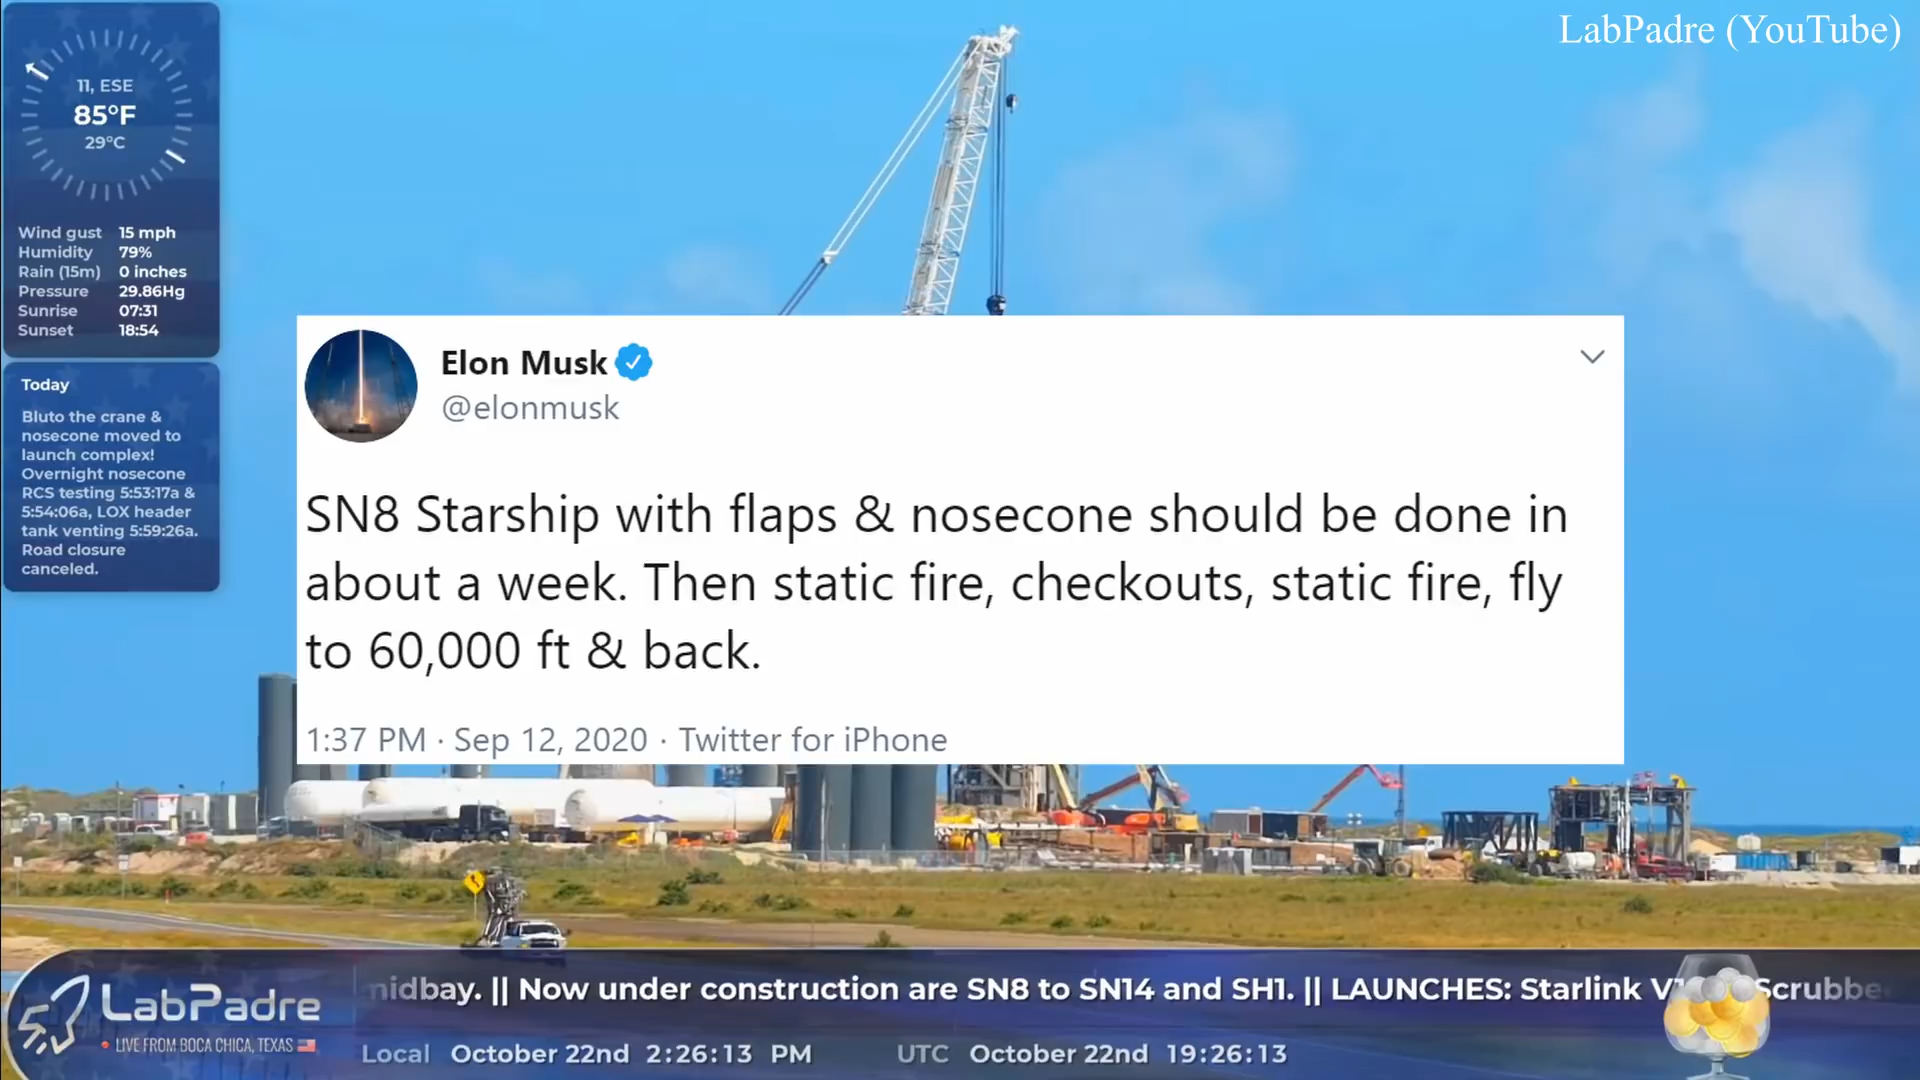 LabPadre (YouTube)
11, ESE
85°F
29°C
Wind gust 15 mph
Humidity 79%
Rain (15m) 0 inches
Pressure 29.86Hg
Sunrise 07:31
Sunset 18:54
Today
Bluto the crane &
nosecone moved to
launch complex!
Overnight nosecone
RCS testing 5:53:17a &
5:54:06a, LOX header
tank venting 5:59:26a.
Road closure
canceled.
Elon Musk
@elonmusk
SN8 Starship with flaps & nosecone should be done in
about a week. Then static fire, checkouts, static fire, fly
to 60,000 ft & back.
1:37 PM · Sep 12, 2020 · Twitter for iPhone
LabPadre
LIVE FROM BOCA CHICA, TEXAS
|| Now under construction are SN8 to SN14 and SH1. || LAUNCHES: Starlink
Local October 22nd 2:26:13 PM UTC October 22nd 19:26:13